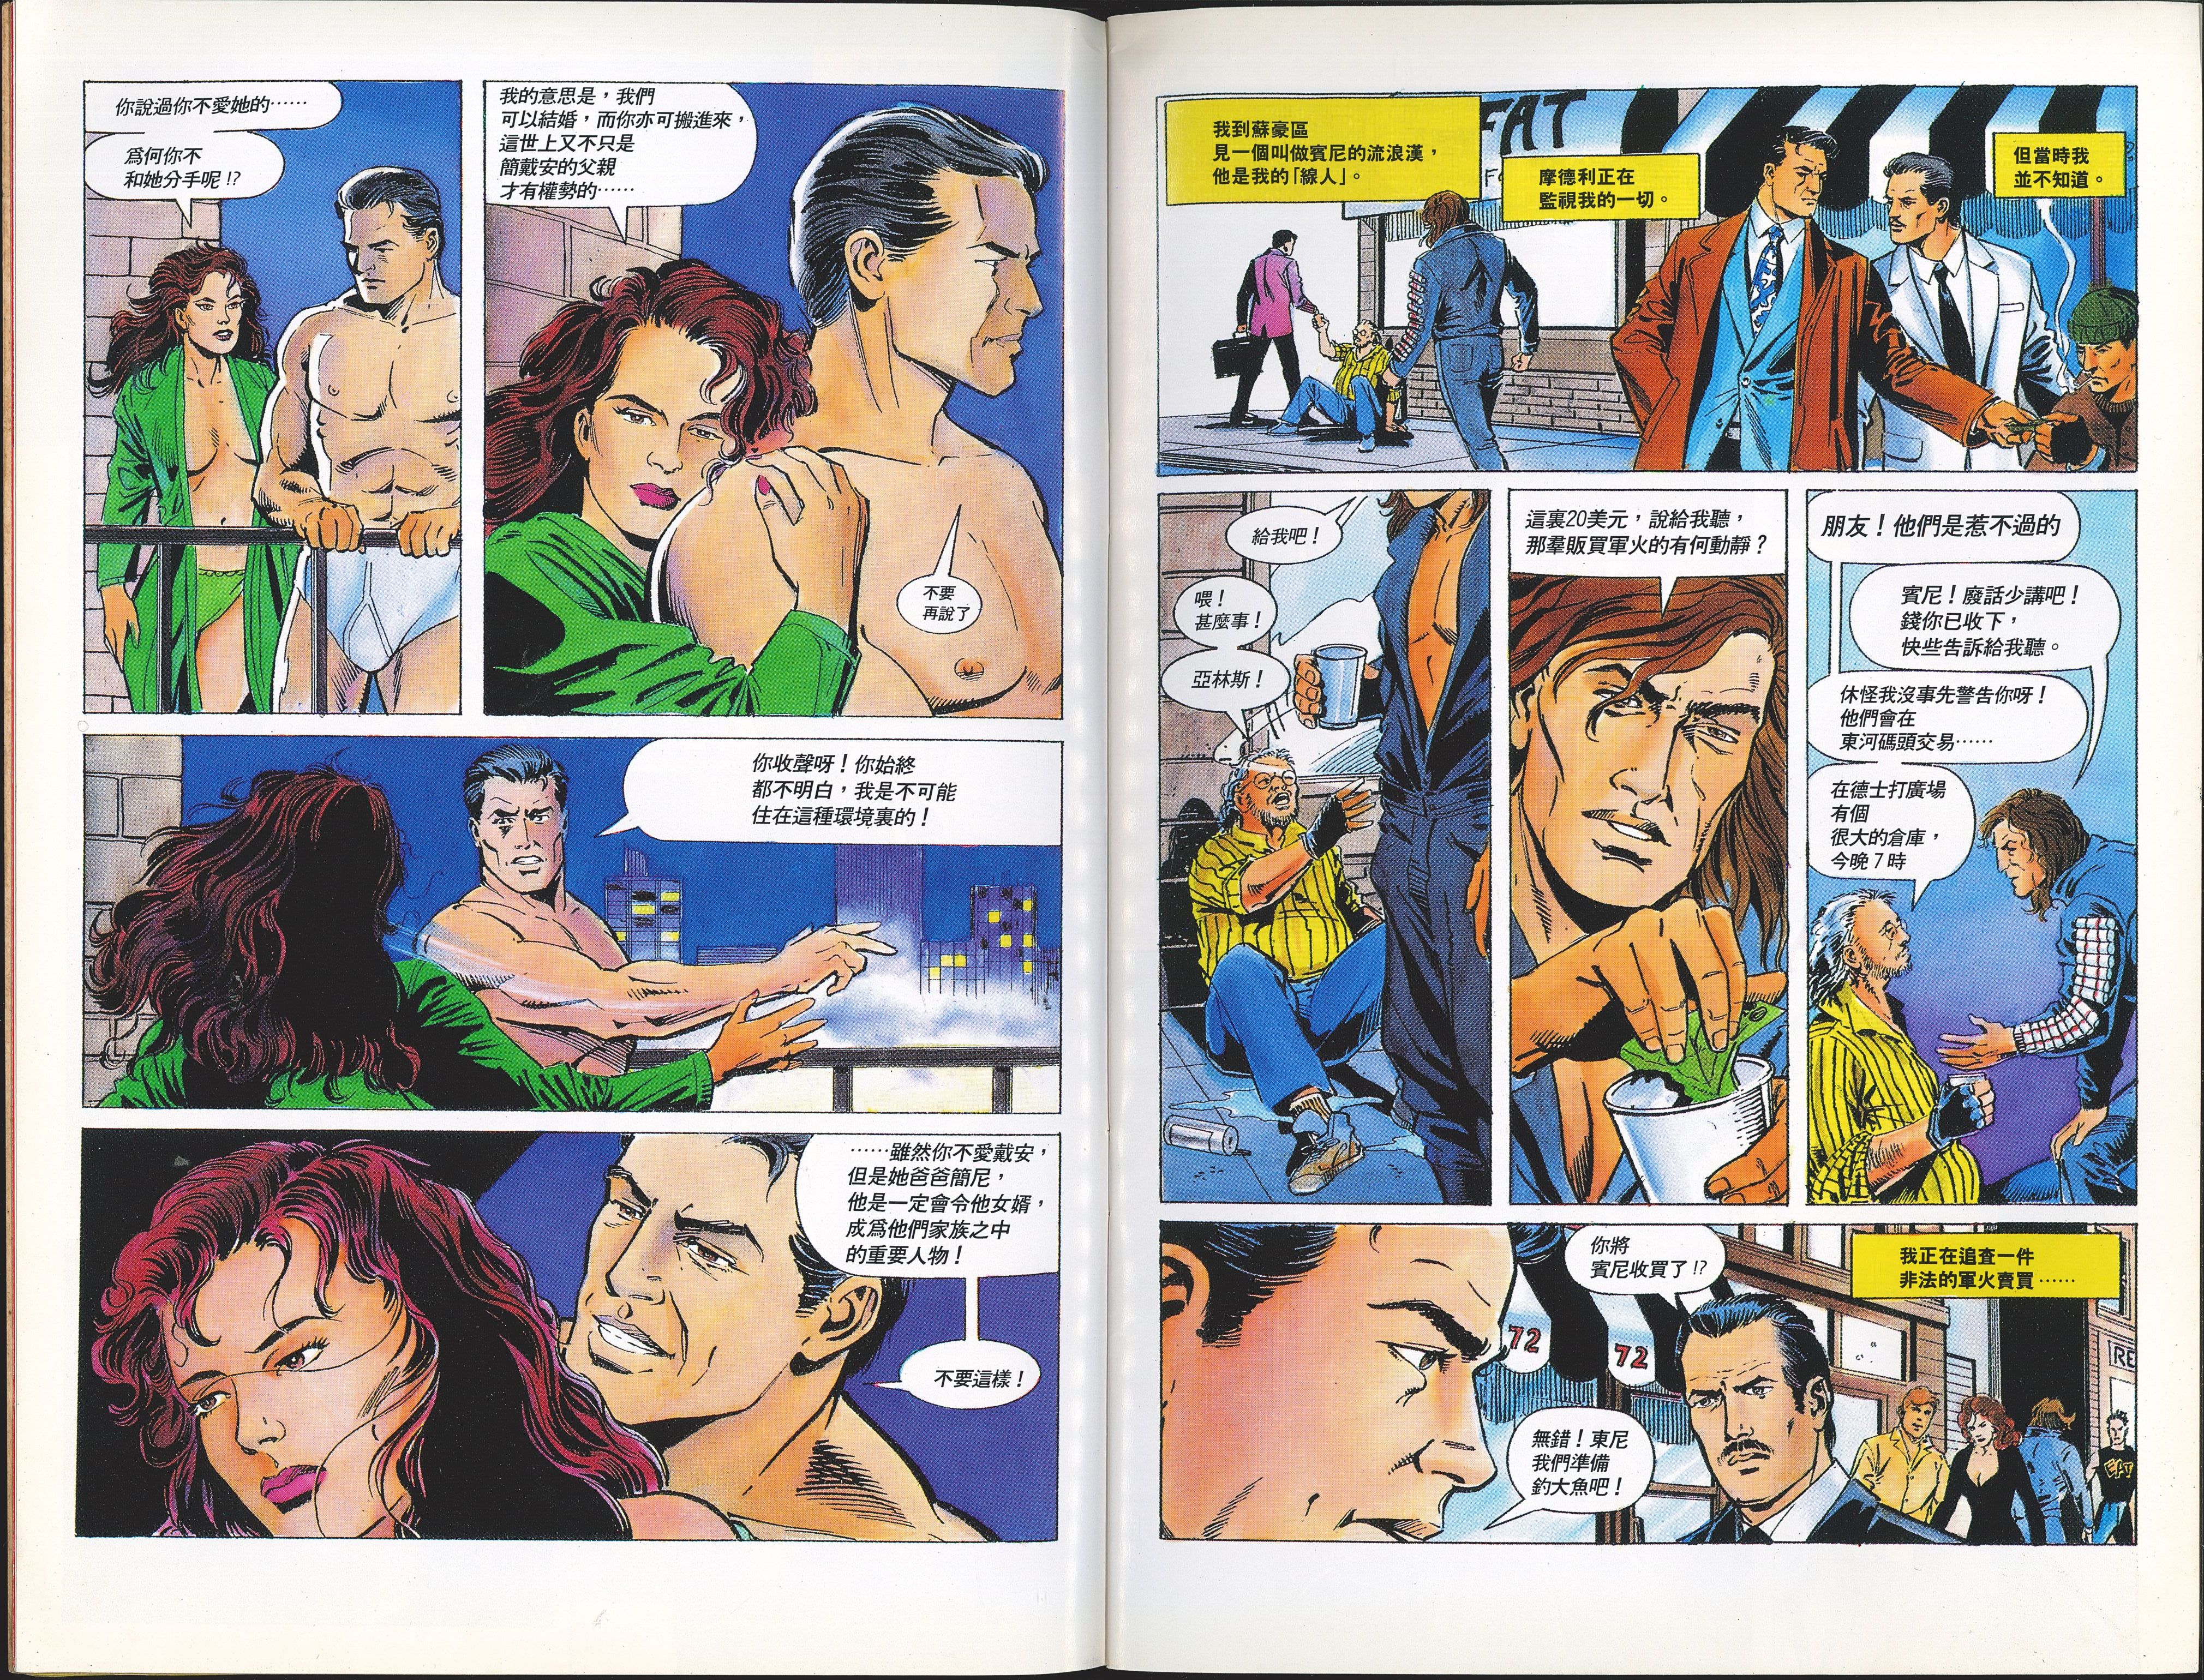 你說過你不愛她的⋯⋯
爲何你不
和她分手呢!?
我的意思是，我們
可以結婚，而你亦可搬進來，
這世上又不只是
簡戴安的父親
才有權勢的⋯⋯
不要
再說了
你收聲呀！你始終
都不明白，我是不可能
住在這種環境裏的！
⋯⋯雖然你不愛戴安，
但是她爸爸簡尼，
他是一定會令他女婿，
成爲他們家族之中
的重要人物！
不要這樣！
我到蘇豪區
見一個叫做賓尼的流浪漢，
他是我的「線人」。
EAT
FO
摩德利正在
監視我的一切。
但當時我
並不知道。
給我吧！
喂！
甚麼事！
亞林斯！
這裏20美元，說給我聽，
那羣販買軍火的有何動靜？
朋友！他們是惹不過的
賓尼！廢話少講吧！
錢你已收下，
快些告訴給我聽。
休怪我沒事先警告你呀！
他們會在
東河碼頭交易⋯⋯
在德士打廣場
有個
很大的倉庫，
今晚7時
你將
賓尼收買了!?
我正在追查一件
非法的軍火賣買⋯⋯
72
72
RE
EAT
無錯！東尼
我們準備
釣大魚吧！